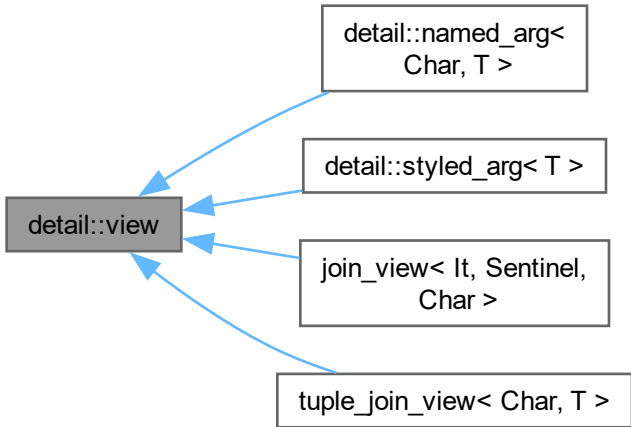 detail::named_arg<
Char, T >
detail::styled_arg< T >
detail::view
join_view< It, Sentinel,
Char >
tuple_join_view< Char, T >